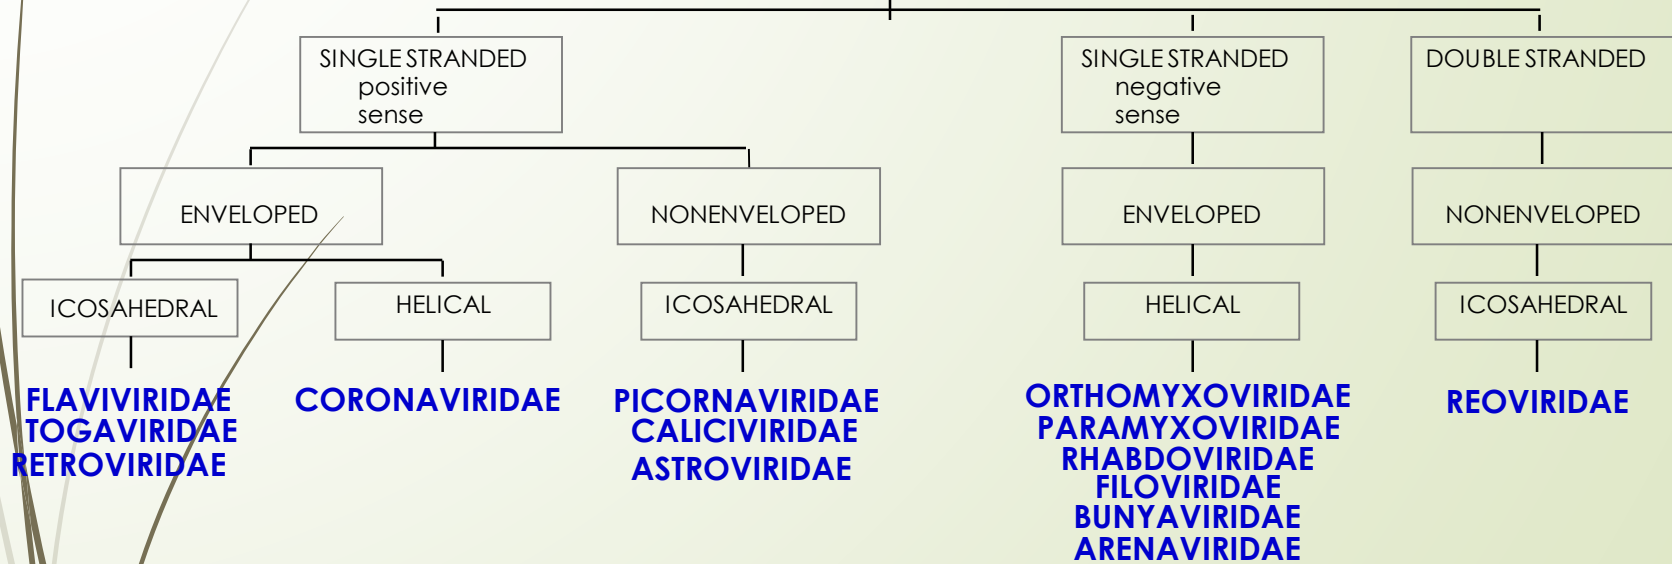 SINGLE STRANDED
positive
sense
SINGLE STRANDED
negative
sense
DOUBLE STRANDED
ENVELOPED
NONENVELOPED
ENVELOPED
NONENVELOPED
ICOSAHEDRAL
HELICAL
ICOSAHEDRAL
HELICAL
ICOSAHEDRAL
FLAVIVIRIDAE
TOGAVIRIDAE
RETROVIRIDAE
CORONAVIRIDAE
PICORNAVIRIDAE
CALICIVIRIDAE
ASTROVIRIDAE
ORTHOMYXOVIRIDAE
PARAMYXOVIRIDAE
RHABDOVIRIDAE
FILOVIRIDAE
BUNYAVIRIDAE
ARENAVIRIDAE
REOVIRIDAE